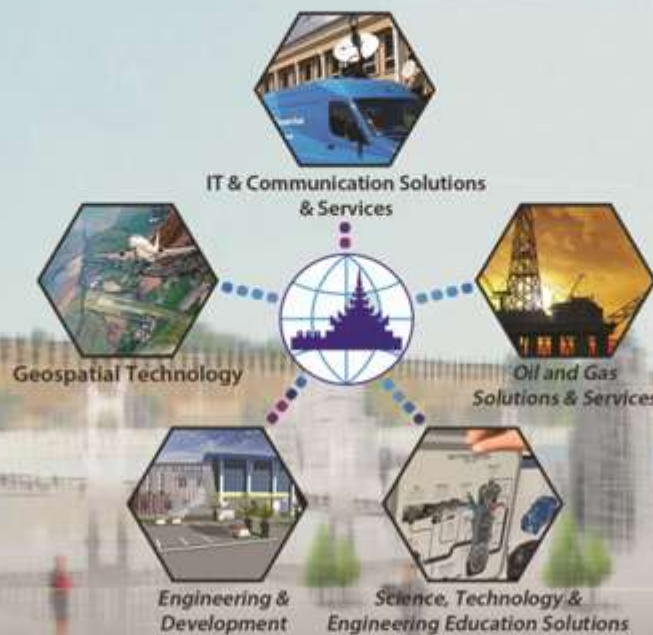 IT & Communication Solutions
& Services
Geospatial Technology
Oil and Gas
Solutions & Services
Engineering &
Development
Science, Technology &
Engineering Education Solutions